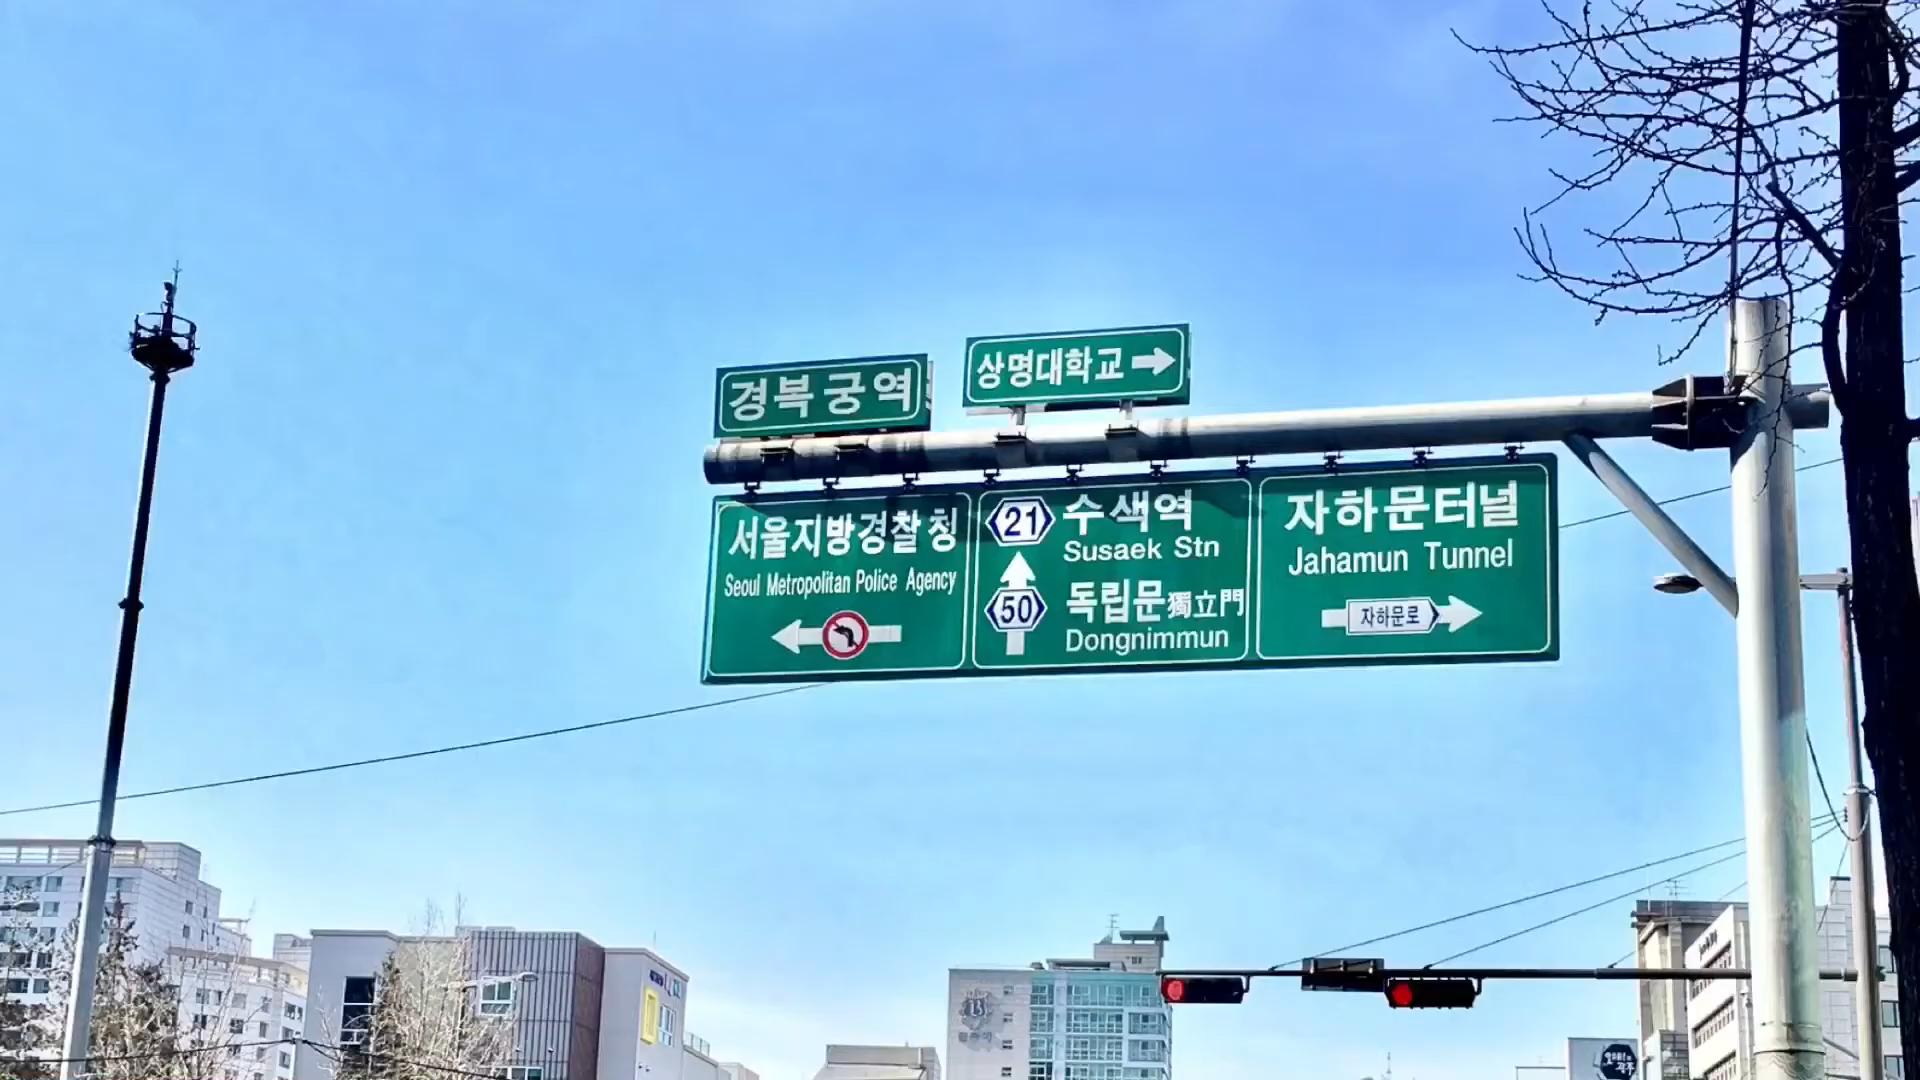 경복궁역
상명대학교
서울지방경찰청
Seoul Metropolitan Police Agency
21
수색역
Susaek Stn
50
독립문獨立門
Dongnimmun
자하문터널
Jahamun Tunnel
자하문로